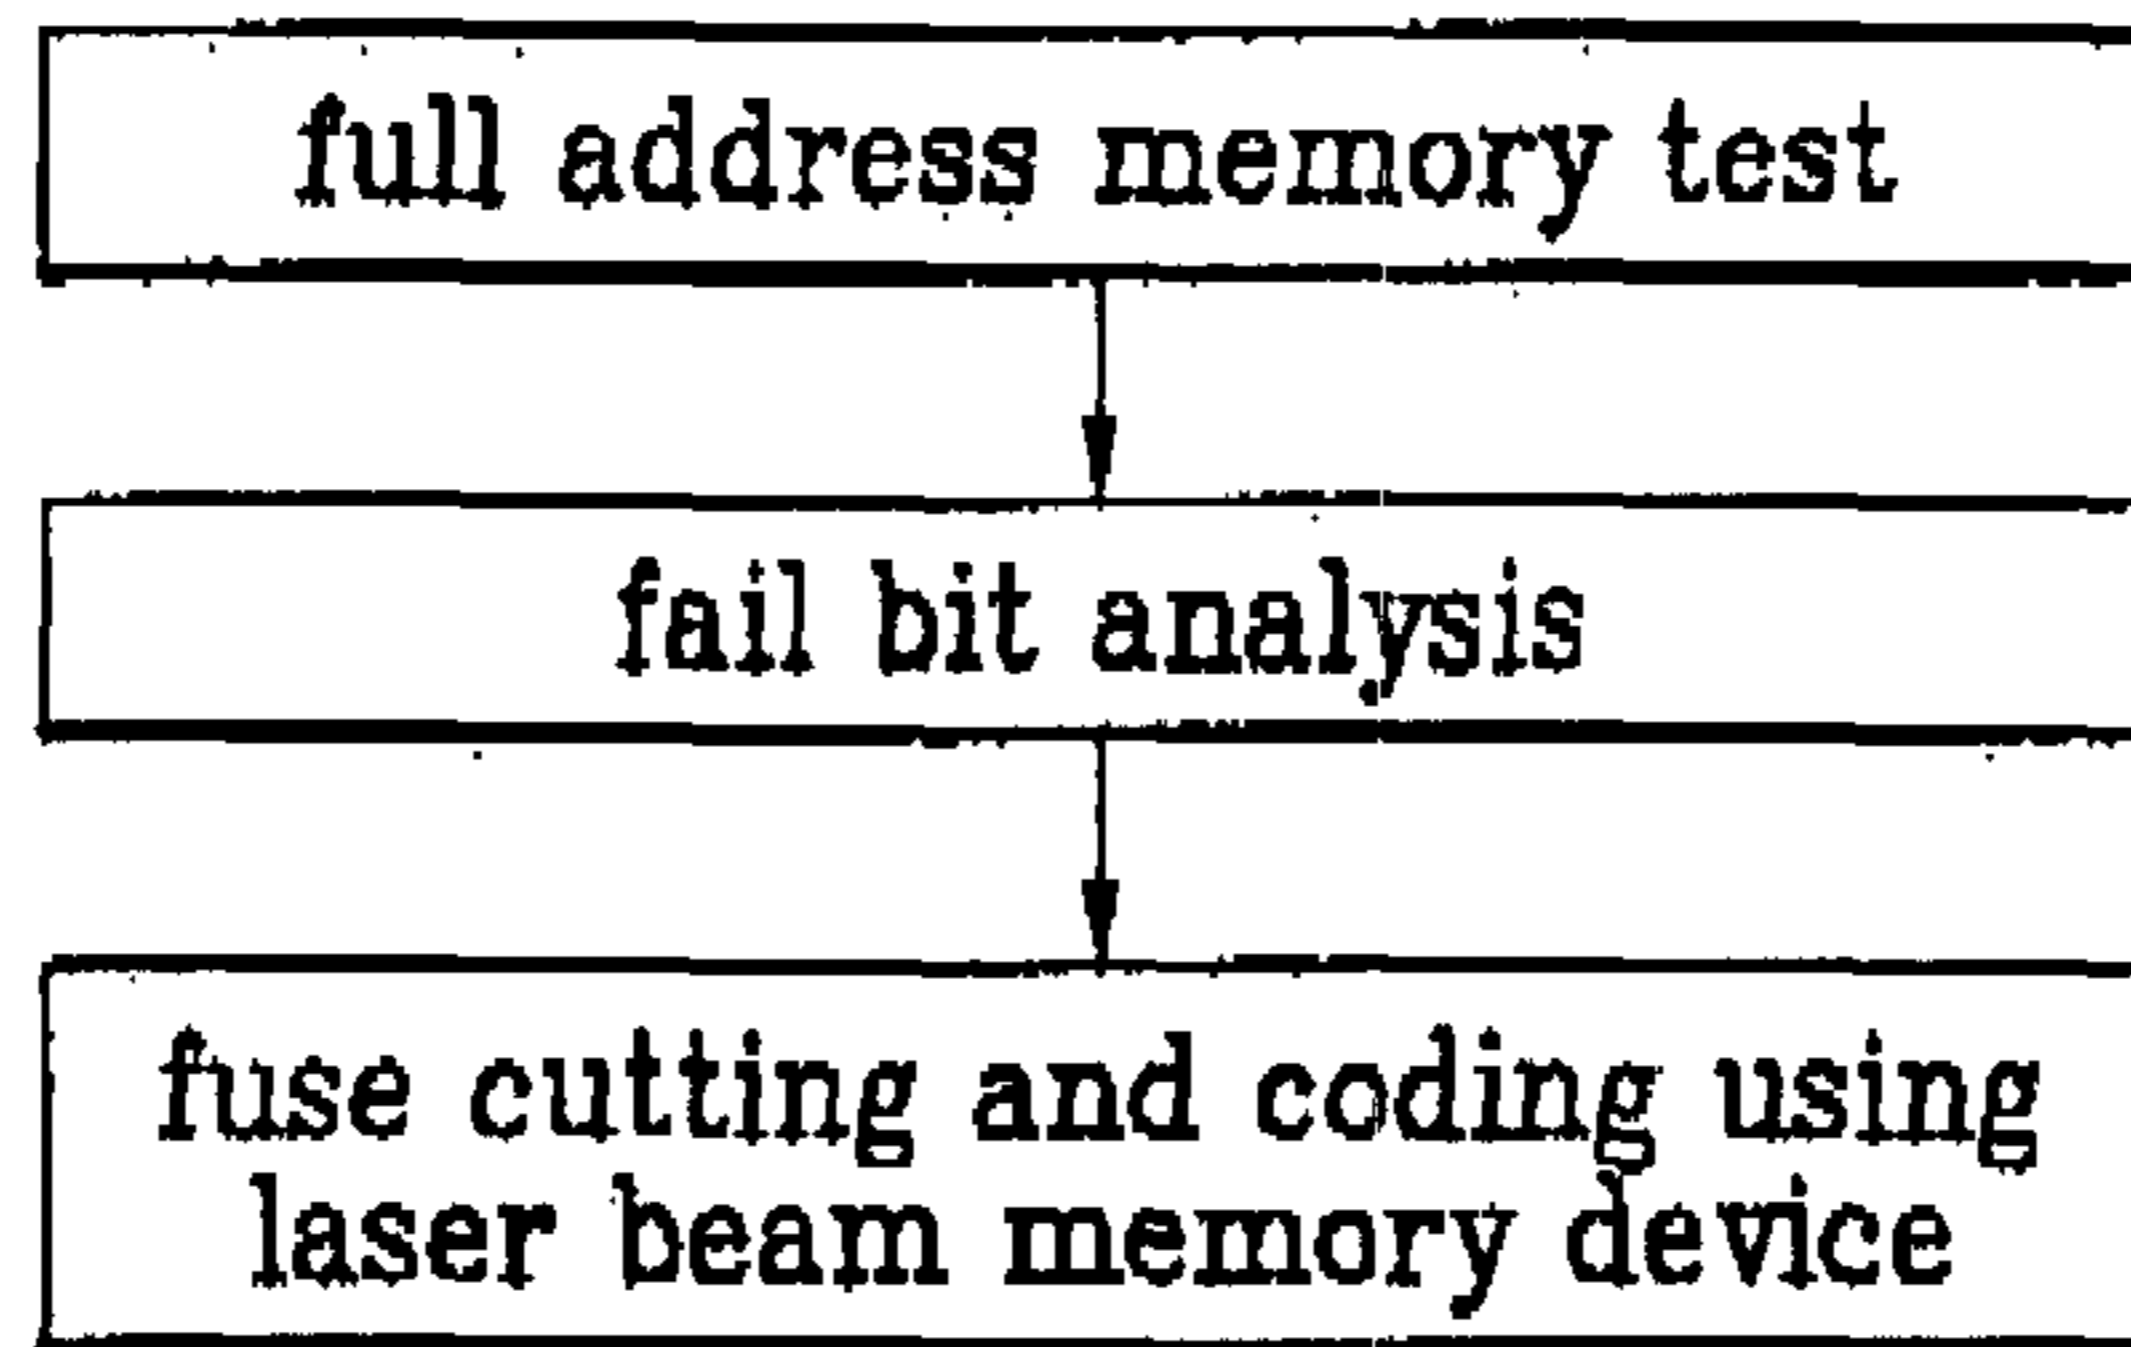 full address memory test
fail bit analysis
fuse cutting and coding using
laser beam memory device